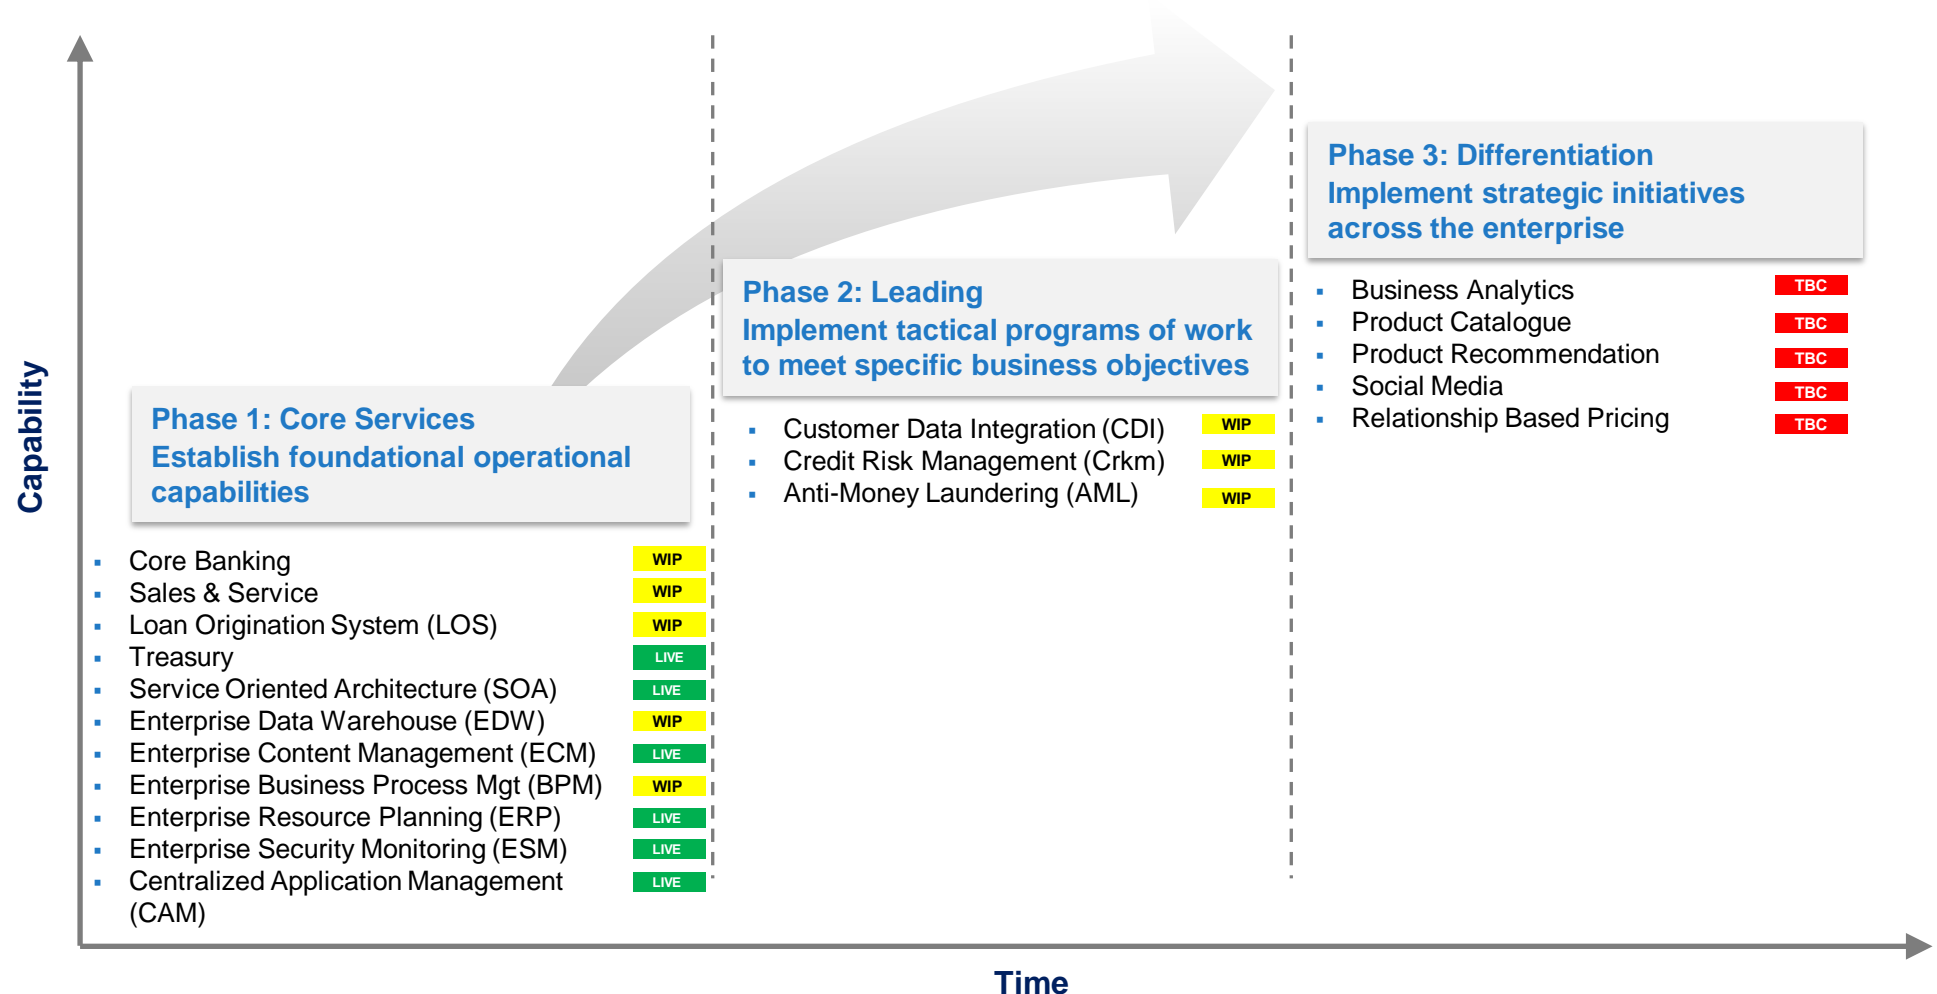 Capability
Phase 1: Core Services
Establish foundational operational
capabilities
Core Banking WIP
Sales & Service WIP
Loan Origination System (LOS) WIP
Treasury LIVE
Service Oriented Architecture (SOA) LIVE
Enterprise Data Warehouse (EDW) WIP
Enterprise Content Management (ECM) LIVE
Enterprise Business Process Mgt (BPM) WIP
Enterprise Resource Planning (ERP) LIVE
Enterprise Security Monitoring (ESM) LIVE
Centralized Application Management LIVE
(CAM)
Phase 2: Leading
Implement tactical programs of work
to meet specific business objectives
Customer Data Integration (CDI) WIP
Credit Risk Management (Crkm) WIP
Anti-Money Laundering (AML) WIP
Phase 3: Differentiation
Implement strategic initiatives
across the enterprise
Business Analytics TBC
Product Catalogue TBC
Product Recommendation TBC
Social Media TBC
Relationship Based Pricing TBC
Time